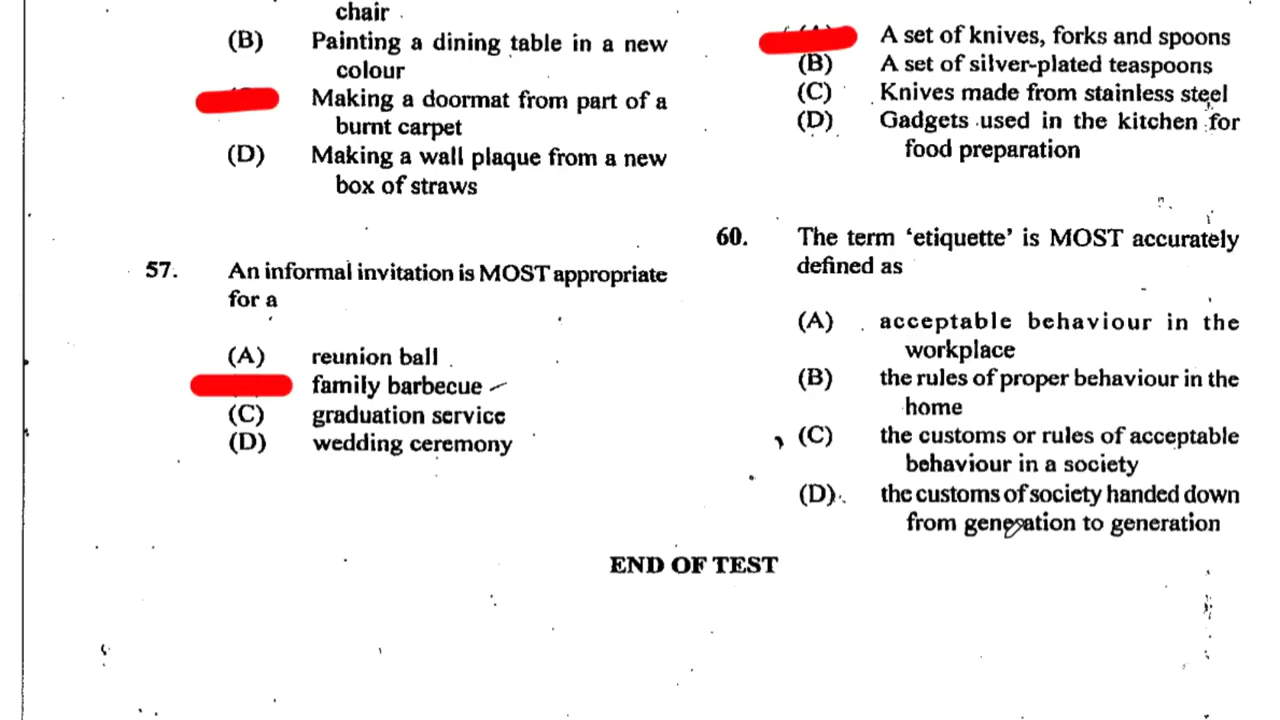 chair
(B) Painting a dining table in a new
colour
Making a doormat from part of a
burnt carpet
(D) Making a wall plaque from a new
box of straws
57. An informal invitation is MOST appropriate
for a
(A) reunion ball
family barbecue
(C) graduation service
(D) wedding ceremony
A set of knives, forks and spoons
(B) A set of silver-plated teaspoons
(C) Knives made from stainless steel
(D) Gadgets used in the kitchen for
food preparation
60. The term ‘etiquette’ is MOST accurately
defined as
(A) acceptable behaviour in the
workplace
(B) the rules of proper behaviour in the
home
(C) the customs or rules of acceptable
behaviour in a society
(D) the customs of society handed down
from generation to generation
END OF TEST